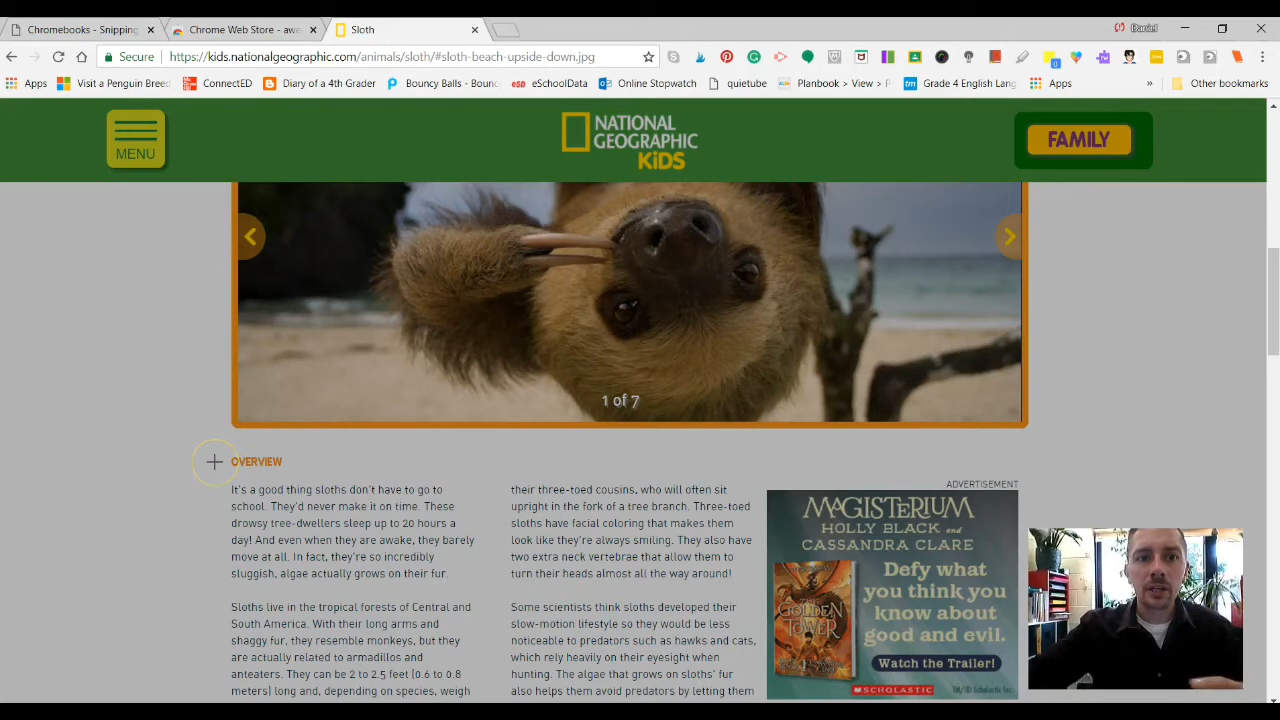 Chromebooks - Snipping
Chrome Web Store - awe
Sloth
Daniel
Secure
https://kids.nationalgeographic.com/animals/sloth/#sloth-beach-upside-down.jpg
Apps
Visit a Penguin Breed
ConnectED
Diary of a 4th Grader
Bouncy Balls - Bounc
esd eSchoolData
Online Stopwatch
quietube
Planbook > View > P
tm Grade 4 English Lang
Apps
»
Other bookmarks
MENU
NATIONAL
GEOGRAPHIC
KiDS
FAMILY
1 of 7
OVERVIEW
It's a good thing sloths don't have to go to
school. They'd never make it on time. These
drowsy tree-dwellers sleep up to 20 hours a
day! And even when they are awake, they barely
move at all. In fact, they're so incredibly
sluggish, algae actually grows on their fur.
Sloths live in the tropical forests of Central and
South America. With their long arms and
shaggy fur, they resemble monkeys, but they
are actually related to armadillos and
anteaters. They can be 2 to 2.5 feet (0.6 to 0.8
meters) long and, depending on species, weigh
their three-toed cousins, who will often sit
upright in the fork of a tree branch. Three-toed
sloths have facial coloring that makes them
look like they're always smiling. They also have
two extra neck vertebrae that allow them to
turn their heads almost all the way around!
Some scientists think sloths developed their
slow-motion lifestyle so they would be less
noticeable to predators such as hawks and cats,
which rely heavily on their eyesight when
hunting. The algae that grows on sloths' fur
also helps them avoid predators by letting them
ADVERTISEMENT
MAGISTERIUM
HOLLY BLACK and
CASSANDRA CLARE
Defy what
you think you
know about
good and evil.
THE
GOLDEN
TOWER
Watch the Trailer!
SCHOLASTIC
TM/® Scholastic Inc.